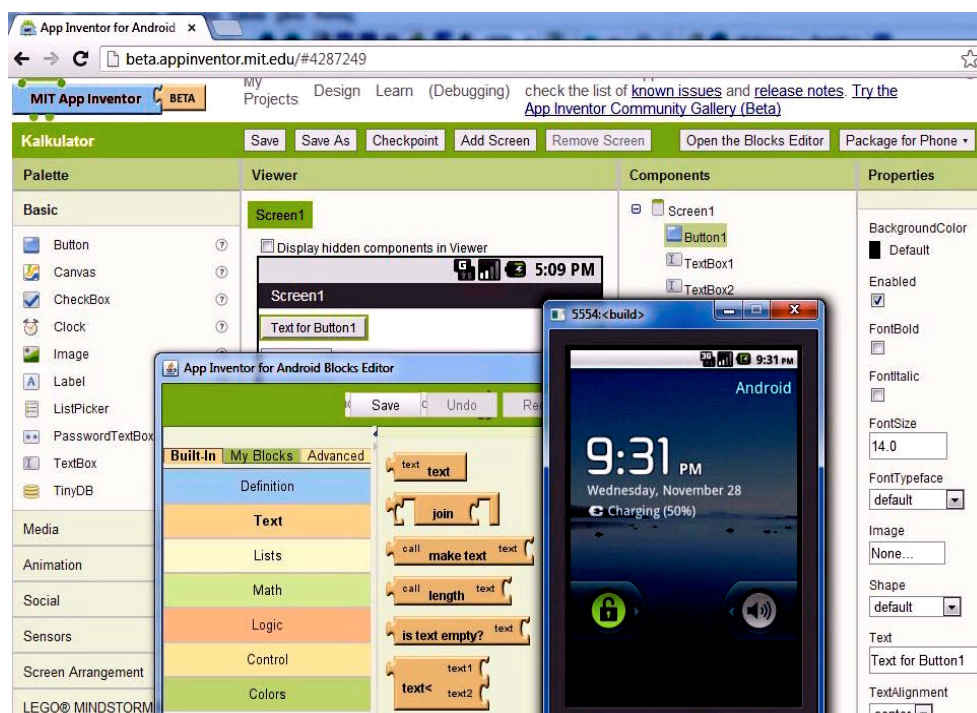 App Inventor for Android
beta.appinventor.mit.edu/#4287249
MIT App Inventor BETA
My Projects Design Learn (Debugging)
check the list of known issues and release notes. Try the
App Inventor Community Gallery (Beta)
Kalkulator Save Save As Checkpoint Add Screen Remove Screen Open the Blocks Editor Package for Phone
Palette Viewer Components Properties
Basic
Button
Canvas
CheckBox
Clock
Image
Label
ListPicker
PasswordTextBox
TextBox
TinyDB
Media
Animation
Social
Sensors
Screen Arrangement
LEGO® MINDSTORM
Screen1
Display hidden components in Viewer
5:09 PM
Screen1
Text for Button1
Screen1
Button1
TextBox1
TextBox2
BackgroundColor
Default
Enabled
FontBold
FontItalic
FontSize
14.0
FontTypeface
default
Image
None...
Shape
default
Text
Text for Button1
TextAlignment
center
App Inventor for Android Blocks Editor
Save Undo Re
Built-In My Blocks Advanced
Definition
Text
Lists
Math
Logic
Control
Colors
text text
join
call make text text
call length text
is text empty? text
text< text1
text2
5554:<build>
9:31 PM
Android
9:31 PM
Wednesday, November 28
Charging (50%)